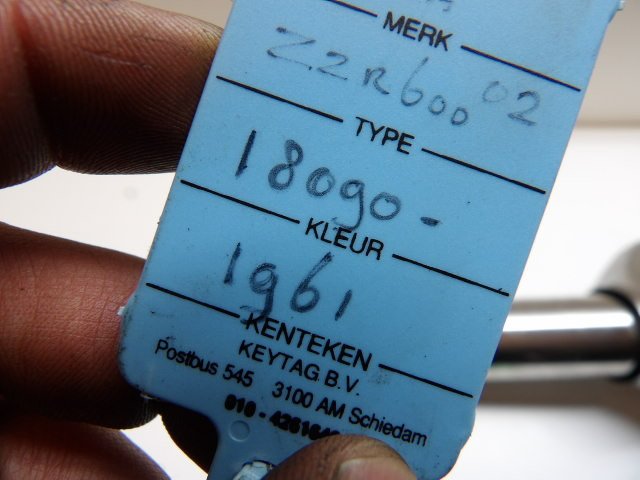 MERK
ZZR600 02
TYPE
18090-
KLEUR
1961
KENTEKEN
KEYTAG B.V.
Postbus 545 3100 AM Schiedam